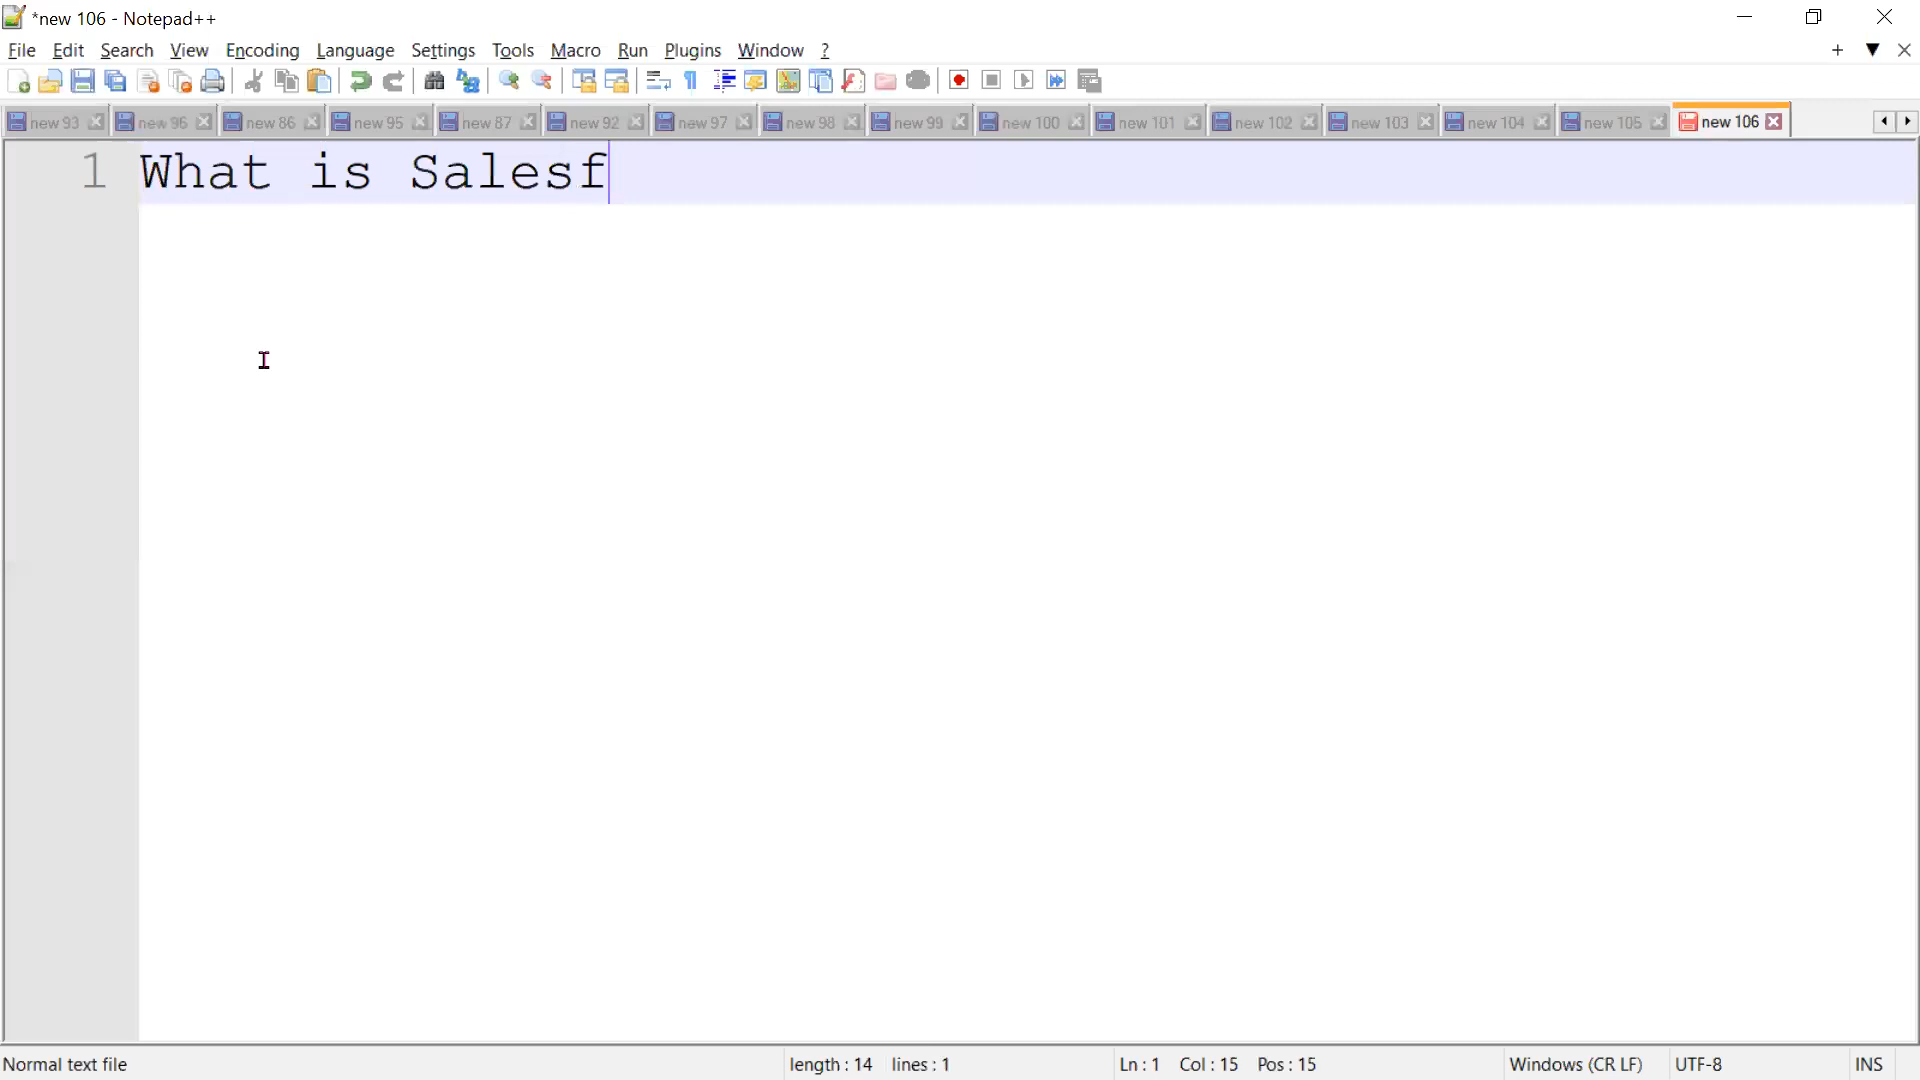 *new 106 - Notepad++
File Edit Search View Encoding Language Settings Tools Macro Run Plugins Window ?
new 93 new 96 new 86 new 95 new 87 new 92 new 97 new 98 new 99 new 100 new 101 new 102 new 103 new 104 new 105 new 106
1 What is Salesf
Normal text file length : 14 lines : 1 Ln : 1 Col : 15 Pos : 15 Windows (CR LF) UTF-8 INS